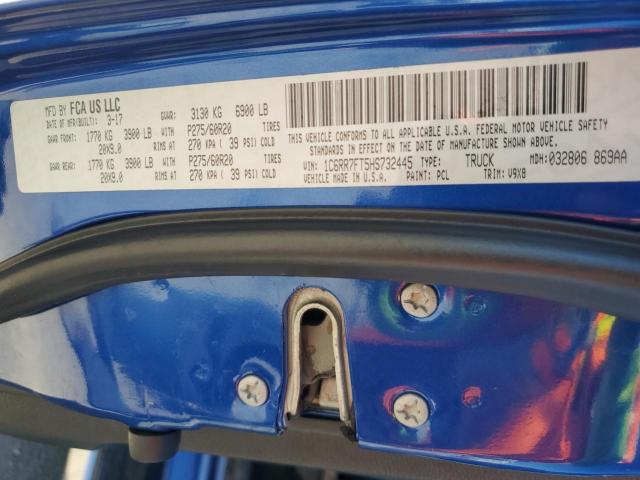 MFD BY FCA US LLC
DATE OF MFR(BUILT): 3-17 GVWR: 3130 KG 6900 LB
GAWR FRONT: 1770 KG 3900 LB WITH P275/60R20 TIRES
20X9.0 RIMS AT 270 KPA ( 39 PSI) COLD
GAWR REAR: 1770 KG 3900 LB WITH P275/60R20 TIRES
20X9.0 RIMS AT 270 KPA ( 39 PSI) COLD
THIS VEHICLE CONFORMS TO ALL APPLICABLE U.S.A. FEDERAL MOTOR VEHICLE SAFETY
STANDARDS IN EFFECT ON THE DATE OF MANUFACTURE SHOWN ABOVE.
VIN: 1C6RR7FT5HS732445 TYPE: TRUCK MDH:032806 869AA
VEHICLE MADE IN U.S.A. PAINT: PCL TRIM: V9X8